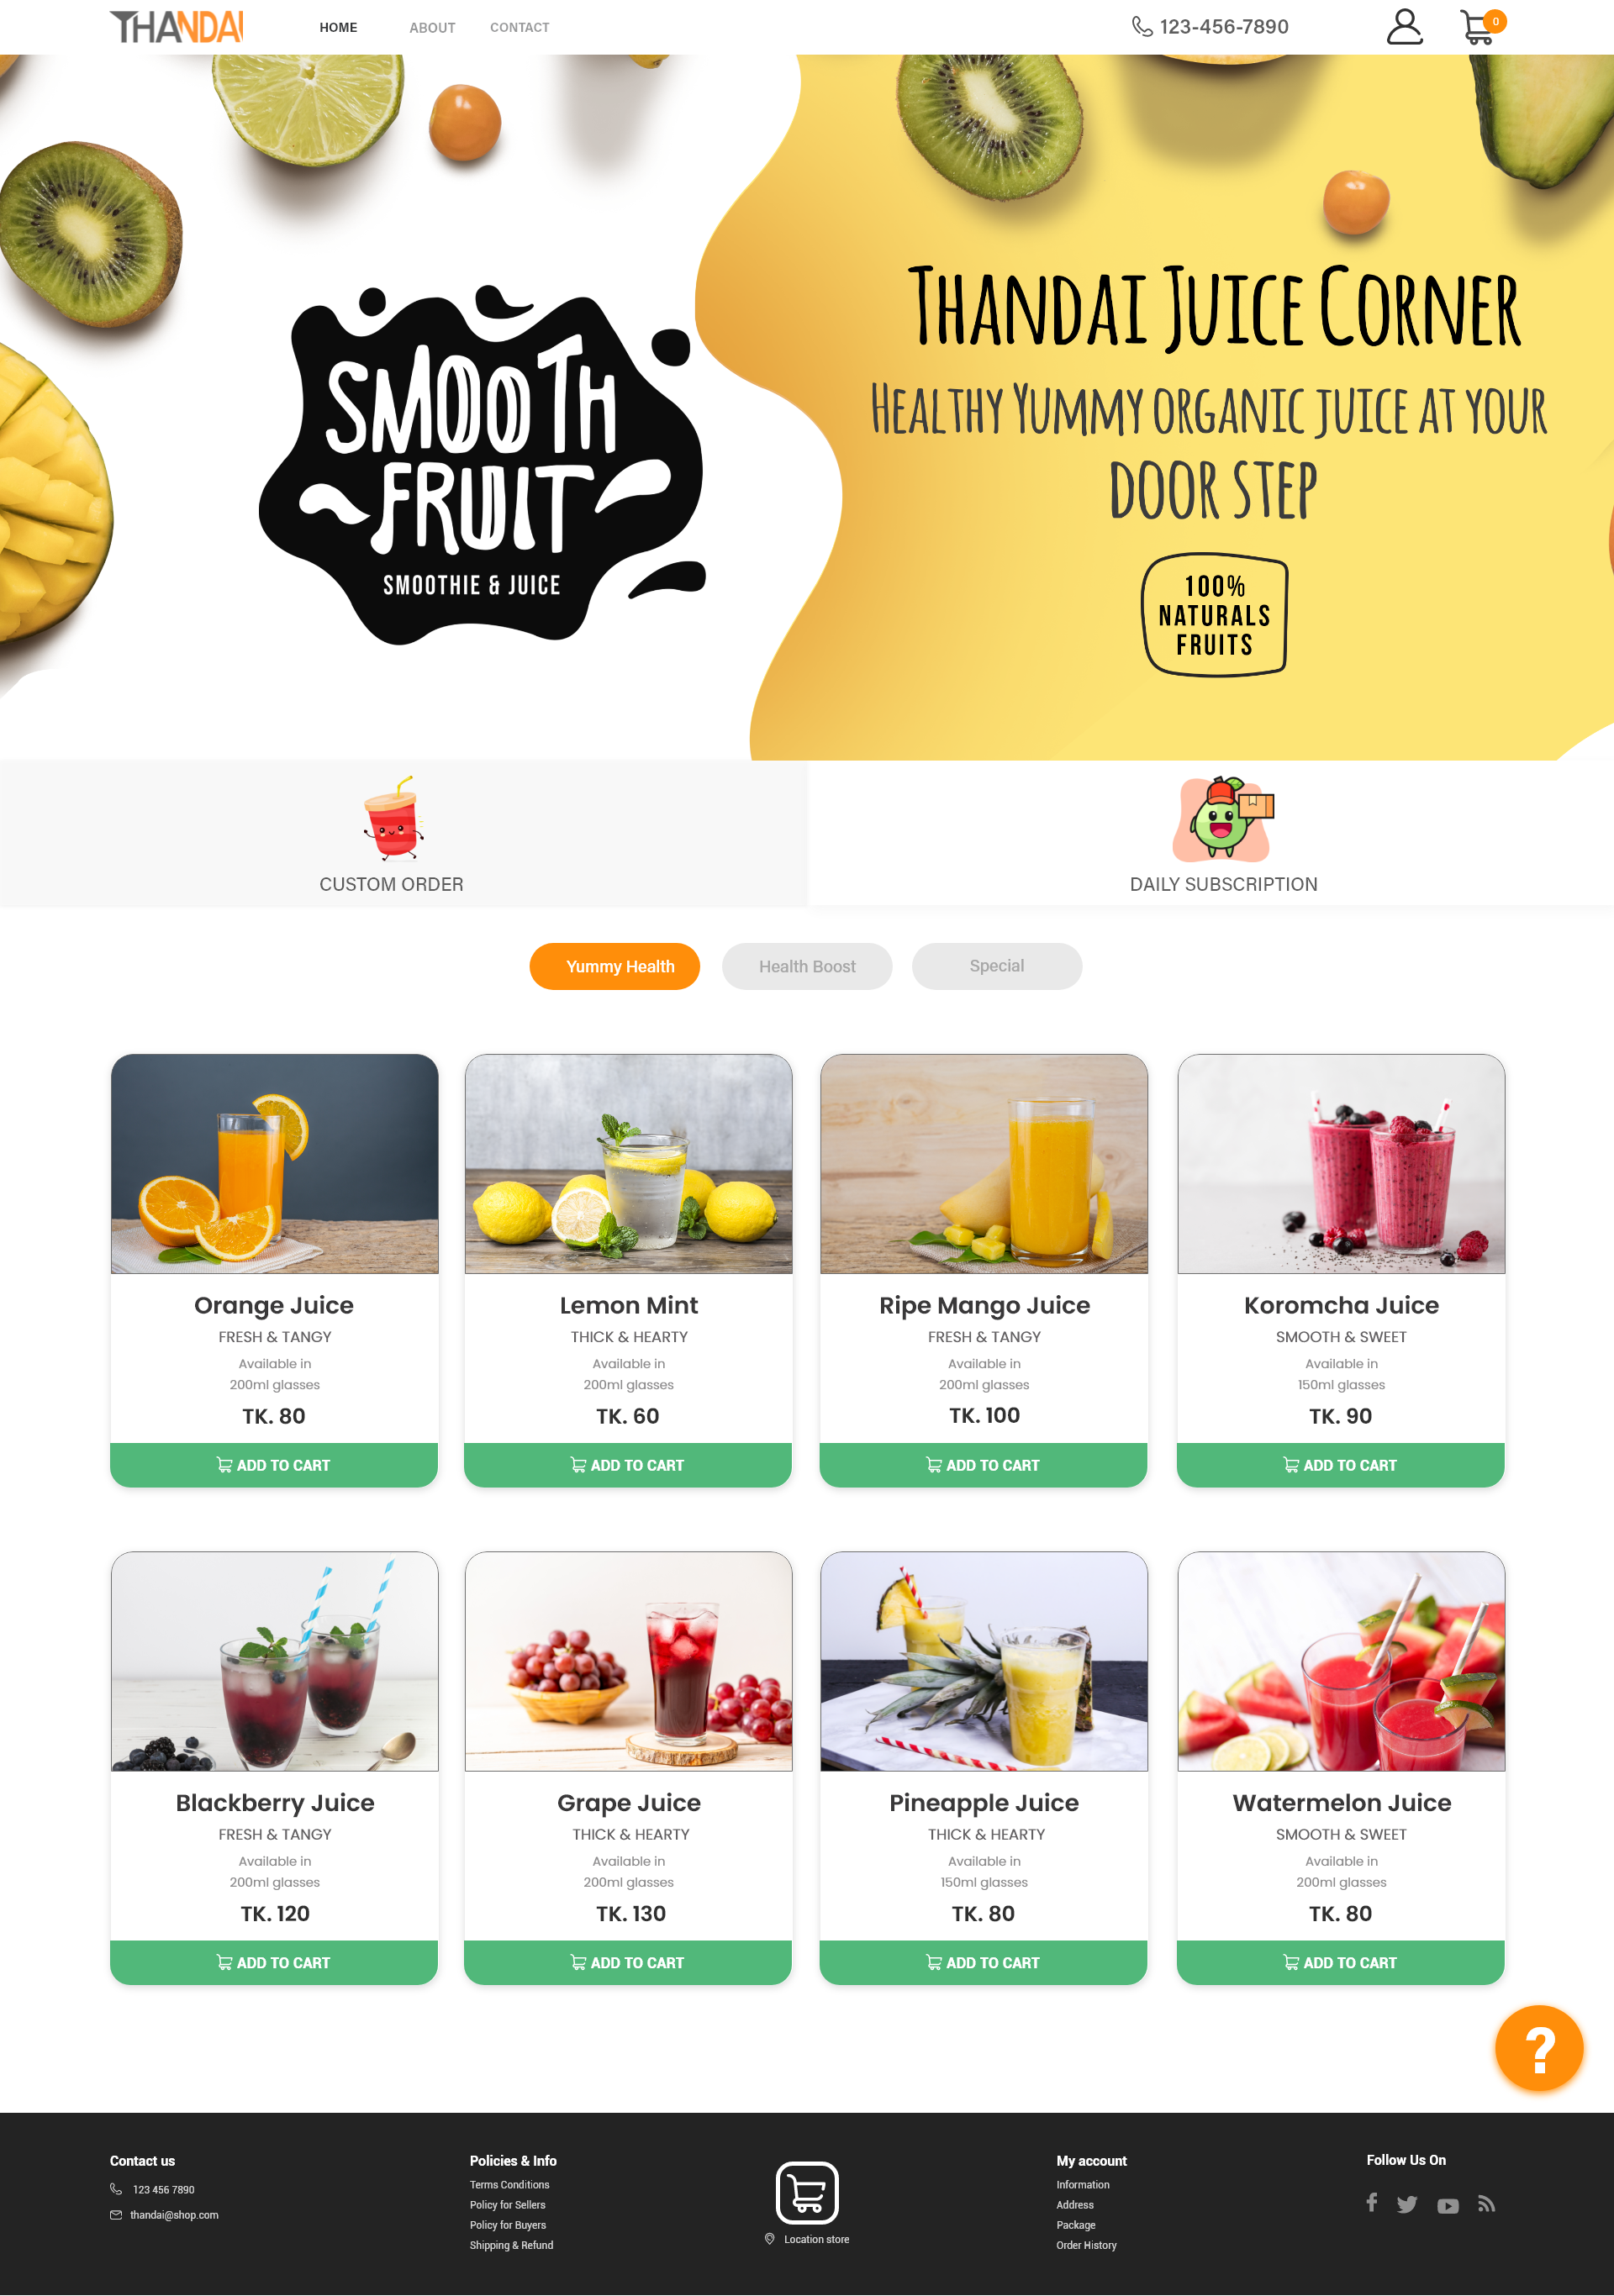 THANDAI
HOME ABOUT CONTACT
123-456-7890
0
SMOOTH
FRUIT
SMOOTHIE & JUICE
THANDAI JUICE CORNER
HEALTHY YUMMY ORGANIC JUICE AT YOUR
DOOR STEP
100%
NATURALS
FRUITS
CUSTOM ORDER
DAILY SUBSCRIPTION
Yummy Health
Health Boost
Special
Orange Juice
FRESH & TANGY
Available in
200ml glasses
TK. 80
ADD TO CART
Lemon Mint
THICK & HEARTY
Available in
200ml glasses
TK. 60
ADD TO CART
Ripe Mango Juice
FRESH & TANGY
Available in
200ml glasses
TK. 100
ADD TO CART
Koromcha Juice
SMOOTH & SWEET
Available in
150ml glasses
TK. 90
ADD TO CART
Blackberry Juice
FRESH & TANGY
Available in
200ml glasses
TK. 120
ADD TO CART
Grape Juice
THICK & HEARTY
Available in
200ml glasses
TK. 130
ADD TO CART
Pineapple Juice
THICK & HEARTY
Available in
150ml glasses
TK. 80
ADD TO CART
Watermelon Juice
SMOOTH & SWEET
Available in
200ml glasses
TK. 80
ADD TO CART
?
Contact us
123 456 7890
thandai@shop.com
Policies & Info
Terms Conditions
Policy for Sellers
Policy for Buyers
Shipping & Refund
Location store
My account
Information
Address
Package
Order History
Follow Us On